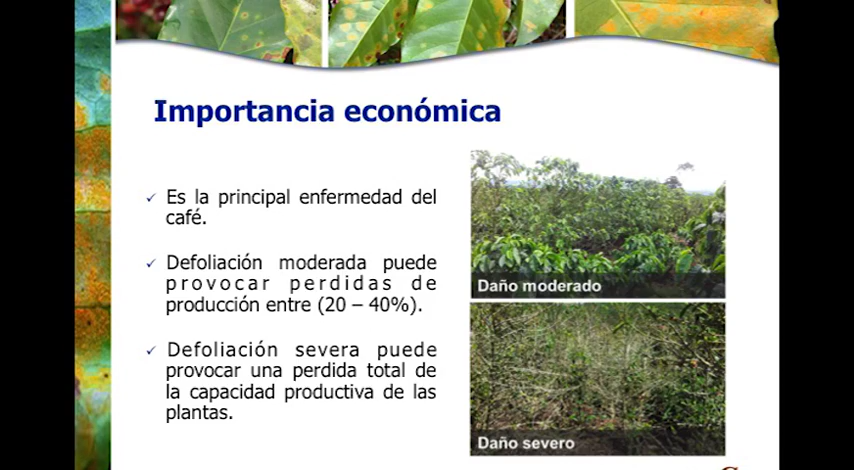 Importancia económica
✓ Es la principal enfermedad del
café.
✓ Defoliación moderada puede
provocar perdidas de
producción entre (20 – 40%).
✓ Defoliación severa puede
provocar una perdida total de
la capacidad productiva de las
plantas.
Daño moderado
Daño severo